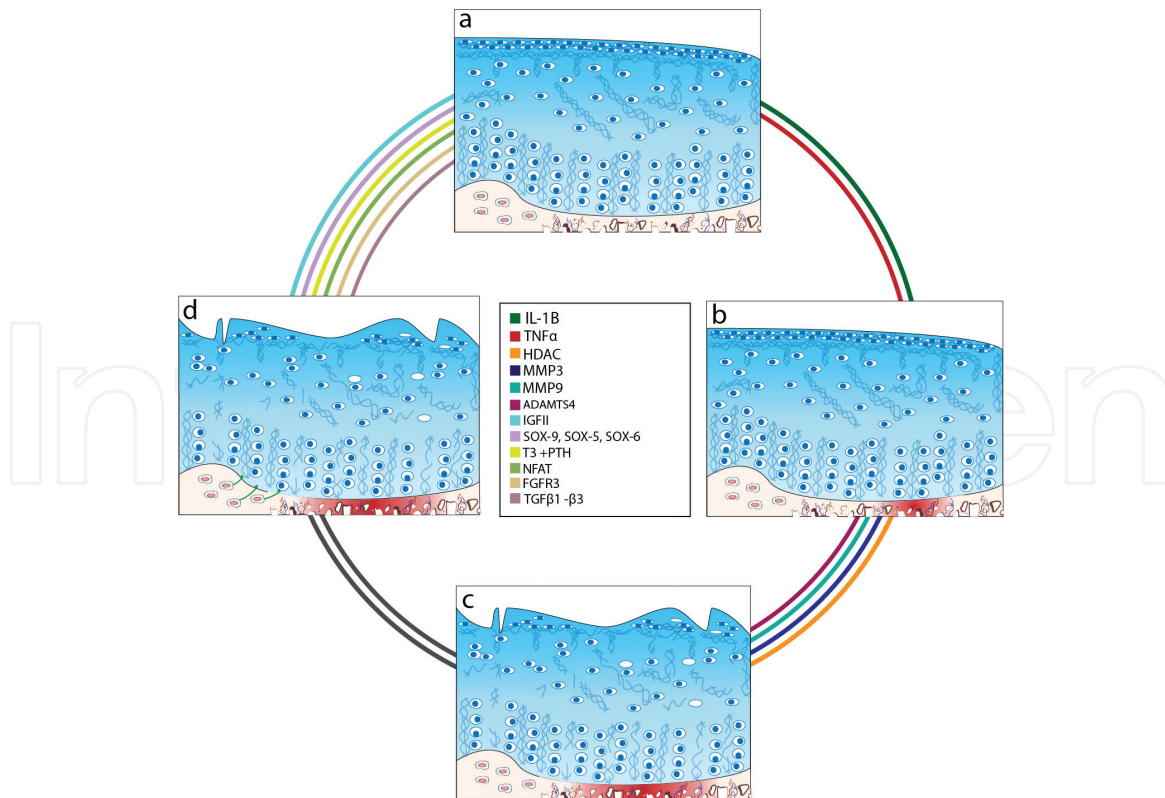 a
d
b
c
IL-1B
TNFα
HDAC
MMP3
MMP9
ADAMTS4
IGFII
SOX-9, SOX-5, SOX-6
T3 +PTH
NFAT
FGFR3
TGFβ1 -β3